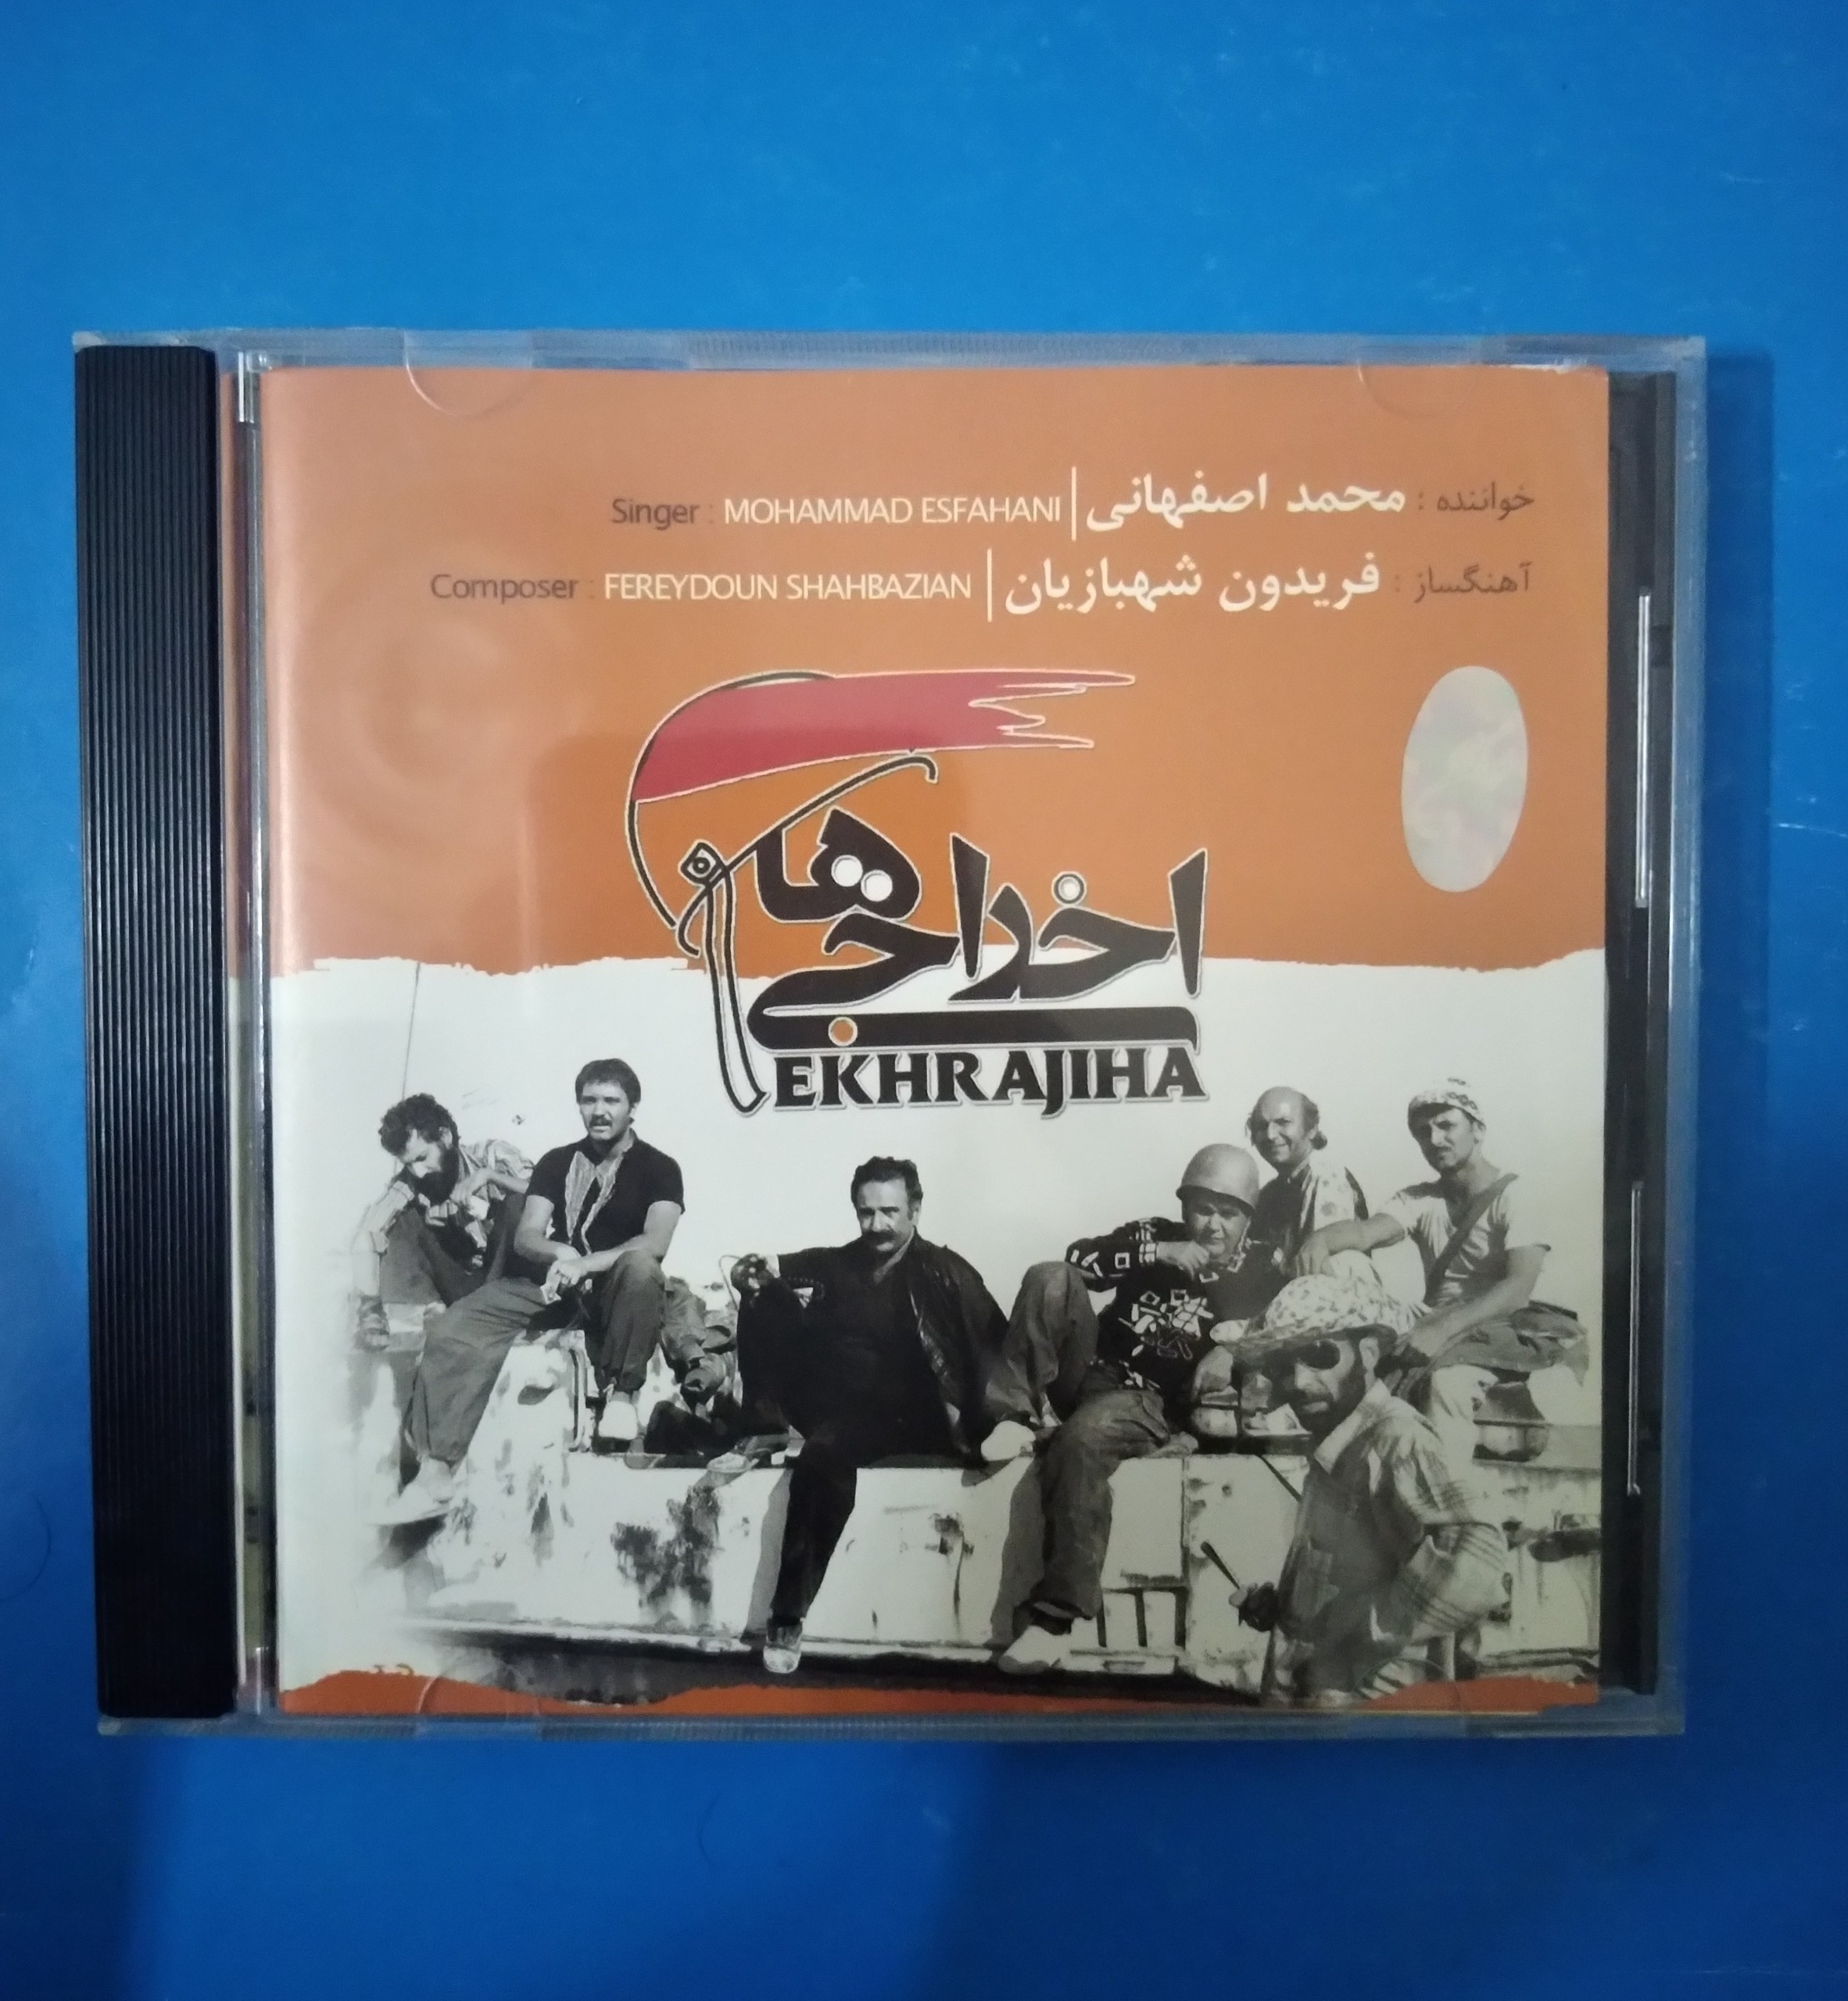 خواننده : محمد اصفهانی | Singer : MOHAMMAD ESFAHANI
آهنگساز : فریدون شهبازیان | Composer : FEREYDOUN SHAHBAZIAN
اخراجی‌ها
EKHRAJIHA